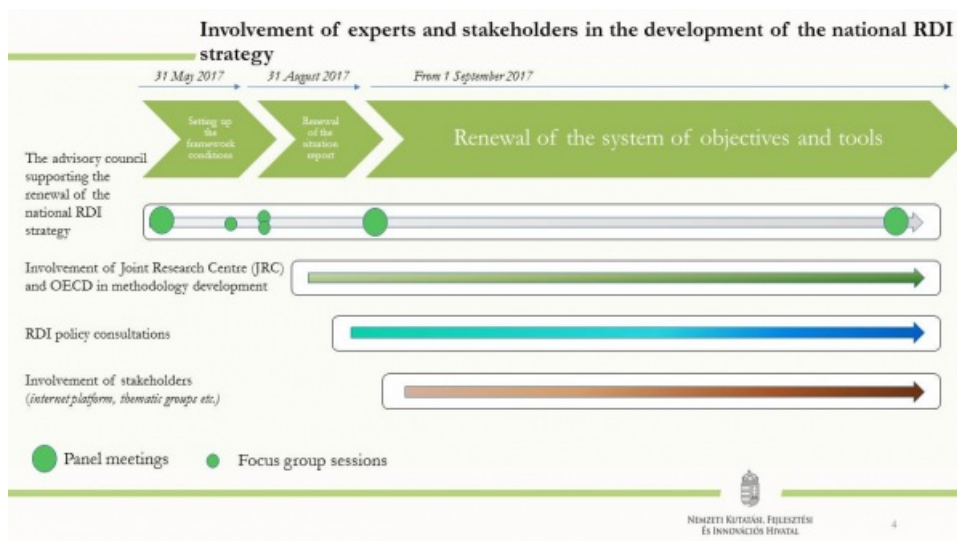 Involvement of experts and stakeholders in the development of the national RDI
strategy
31 May 2017
31 August 2017
From 1 September 2017
Setting up
the
framework
conditions
Renewal
of the
situation
report
Renewal of the system of objectives and tools
The advisory council
supporting the
renewal of the
national RDI
strategy
Involvement of Joint Research Centre (JRC)
and OECD in methodology development
RDI policy consultations
Involvement of stakeholders
(internet platform, thematic groups etc.)
Panel meetings
Focus group sessions
Nemzeti Kutatási, Fejlesztési
És Innovációs Hivatal
4